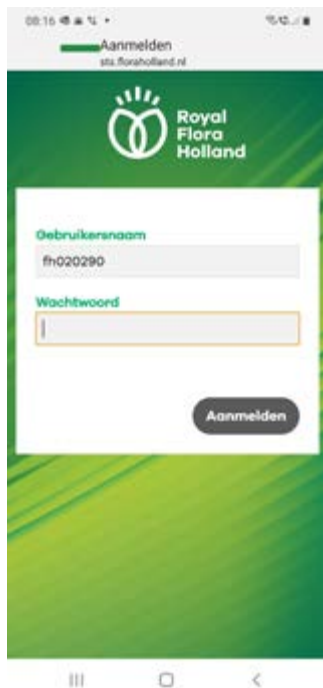 08:16
Aanmelden
sts.floraholland.nl
Royal
Flora
Holland
Gebruikersnaam
fh020290
Wachtwoord
Aanmelden